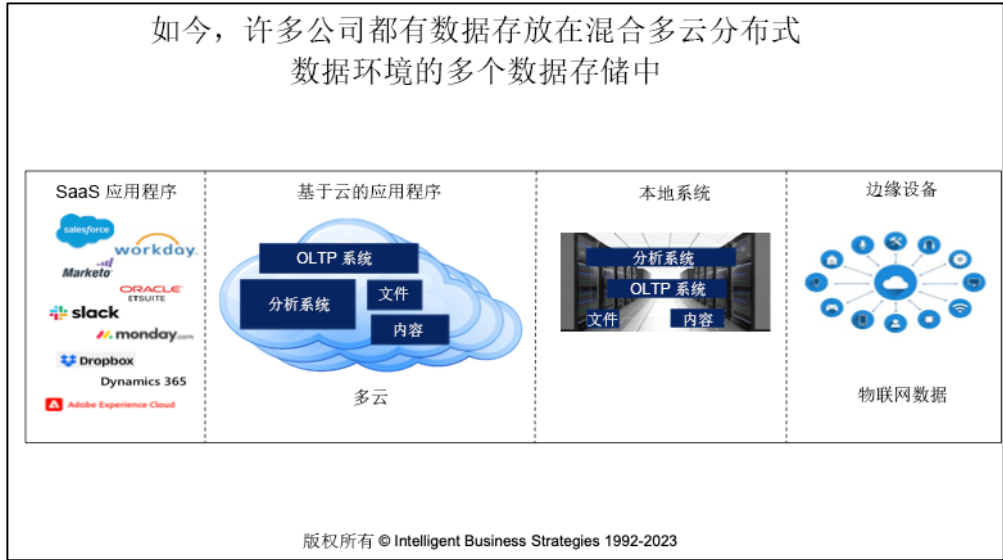 如今，许多公司都有数据存放在混合多云分布式
数据环境的多个数据存储中
SaaS 应用程序
salesforce
workday.
Marketo
ORACLE
ETSUITE
slack
monday.com
Dropbox
Dynamics 365
Adobe Experience Cloud
基于云的应用程序
OLTP 系统
分析系统
文件
内容
多云
本地系统
分析系统
OLTP 系统
文件
内容
边缘设备
物联网数据
版权所有 © Intelligent Business Strategies 1992-2023